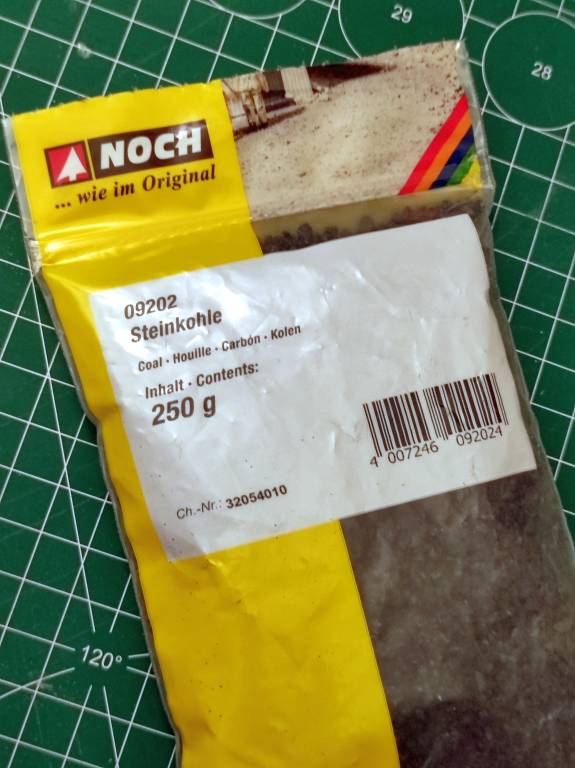 29
28
NOCH
... wie im Original
09202
Steinkohle
Coal · Houille · Carbón · Kolen
Inhalt · Contents:
250 g
4 007246 092024
Ch.-Nr.: 32054010
120°